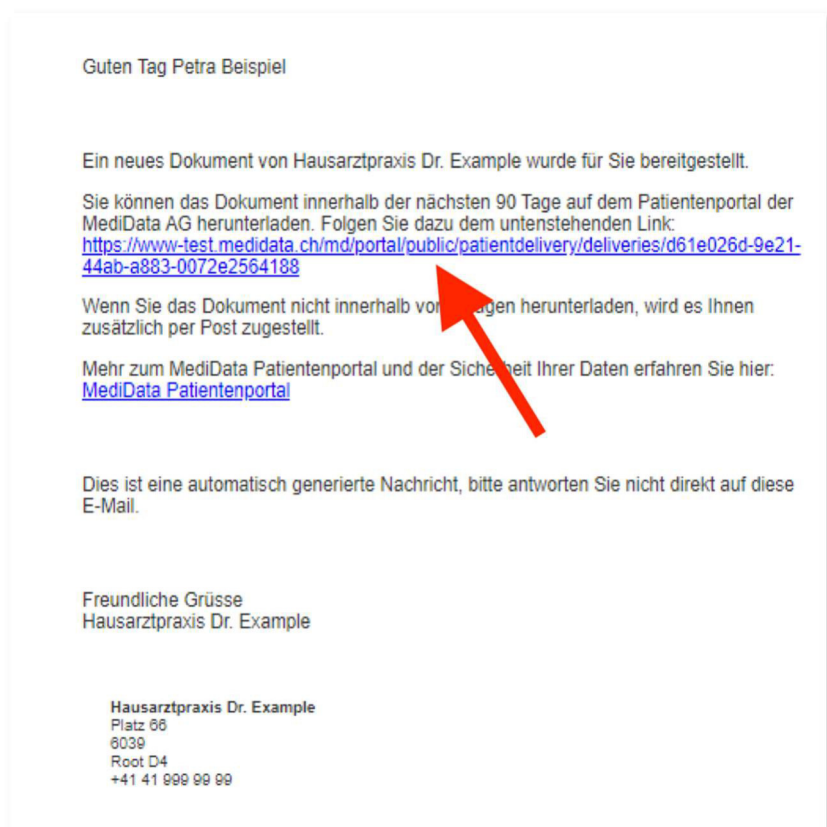 Guten Tag Petra Beispiel
Ein neues Dokument von Hausarztpraxis Dr. Example wurde für Sie bereitgestellt.
Sie können das Dokument innerhalb der nächsten 90 Tage auf dem Patientenportal der
MediData AG herunterladen. Folgen Sie dazu dem untenstehenden Link:
https://www-test.medidata.ch/md/portal/public/patientdelivery/deliveries/d61e026d-9e21-
44ab-a883-0072e2564188
Wenn Sie das Dokument nicht innerhalb herunterladen, wird es Ihnen
zusätzlich per Post zugestellt.
Mehr zum MediData Patientenportal und der Sicherheit Ihrer Daten erfahren Sie hier:
MediData Patientenportal
Dies ist eine automatisch generierte Nachricht, bitte antworten Sie nicht direkt auf diese
E-Mail.
Freundliche Grüsse
Hausarztpraxis Dr. Example
Hausarztpraxis Dr. Example
Platz 66
6039
Root D4
+41 41 999 99 99